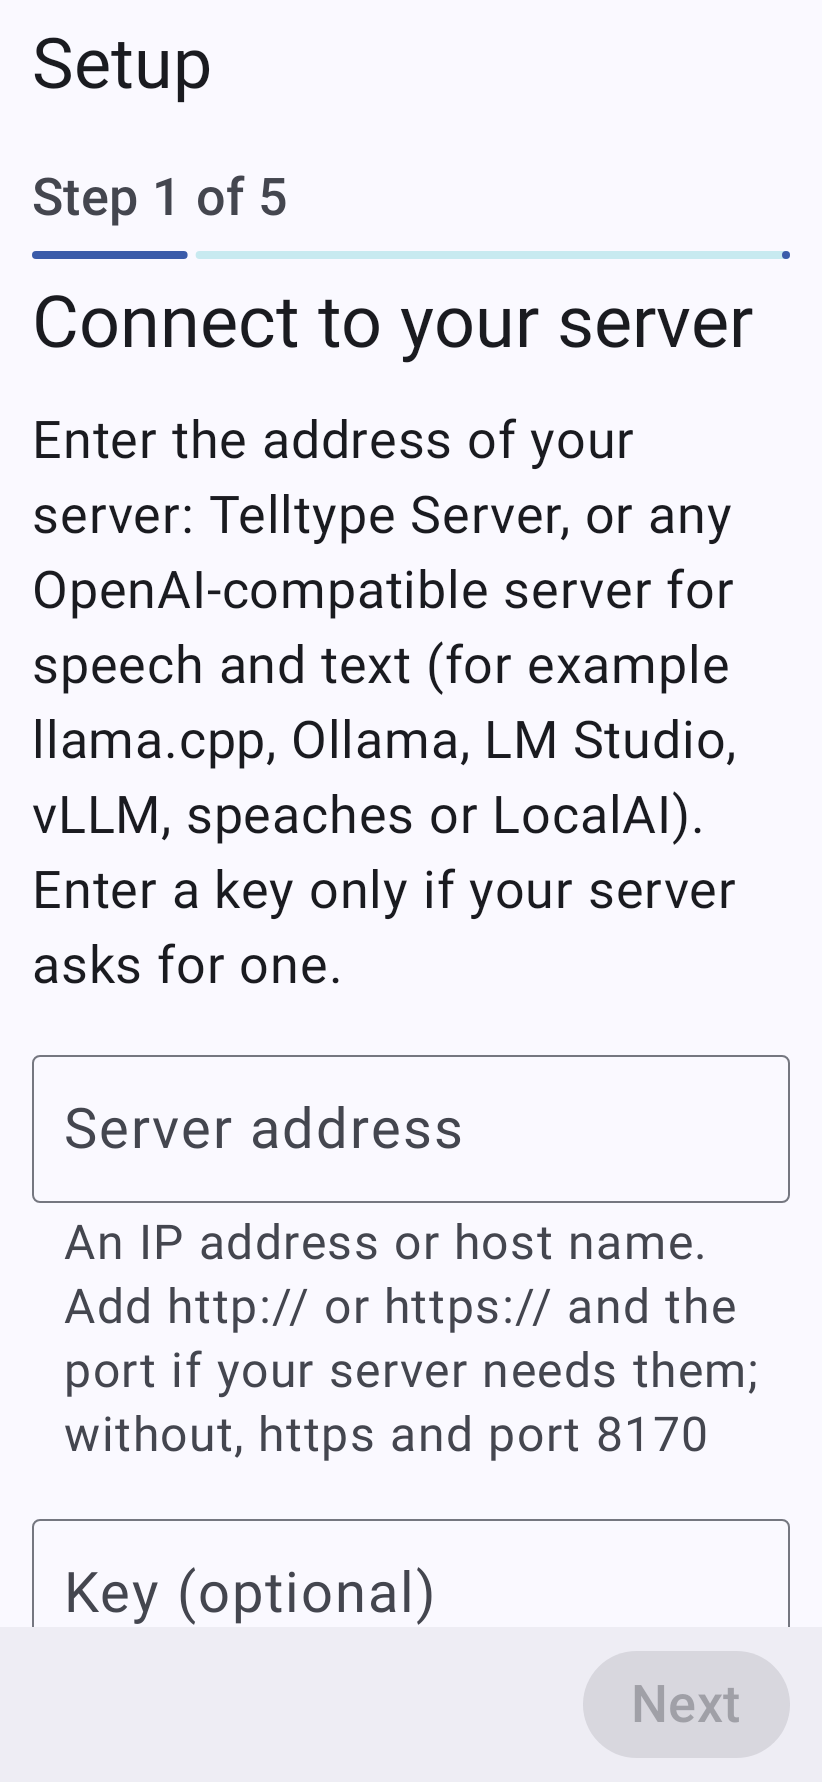 Setup
Step 1 of 5
Connect to your server
Enter the address of your
server: Telltype Server, or any
OpenAI-compatible server for
speech and text (for example
llama.cpp, Ollama, LM Studio,
vLLM, speaches or LocalAI).
Enter a key only if your server
asks for one.
Server address
An IP address or host name.
Add http:// or https:// and the
port if your server needs them;
without, https and port 8170
Key (optional)
Next